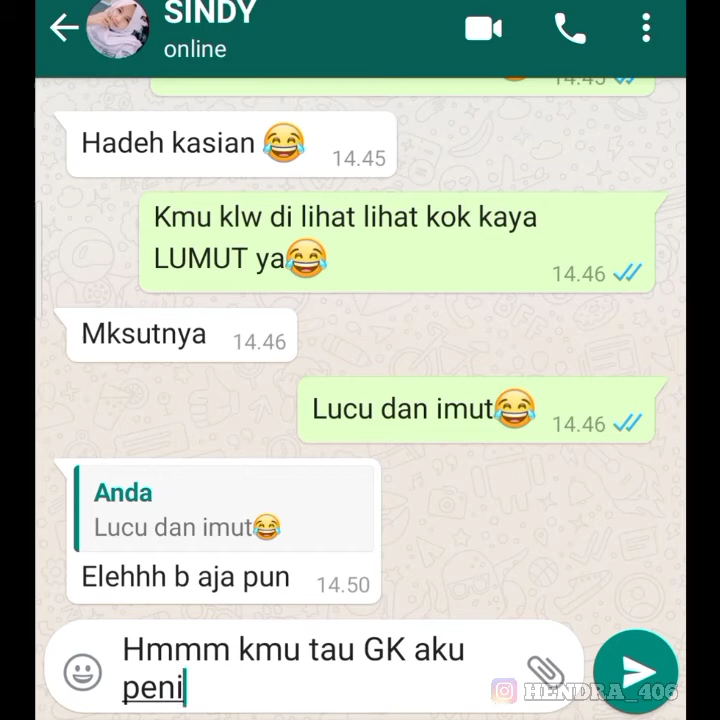 SINDY
online
14.45
Hadeh kasian 😂 14.45
Kmu klw di lihat lihat kok kaya
LUMUT ya😂 14.46
Mksutnya 14.46
Lucu dan imut😂 14.46
Anda
Lucu dan imut😂
Elehhh b aja pun 14.50
Hmmm kmu tau GK aku
peni
HENDRA_406